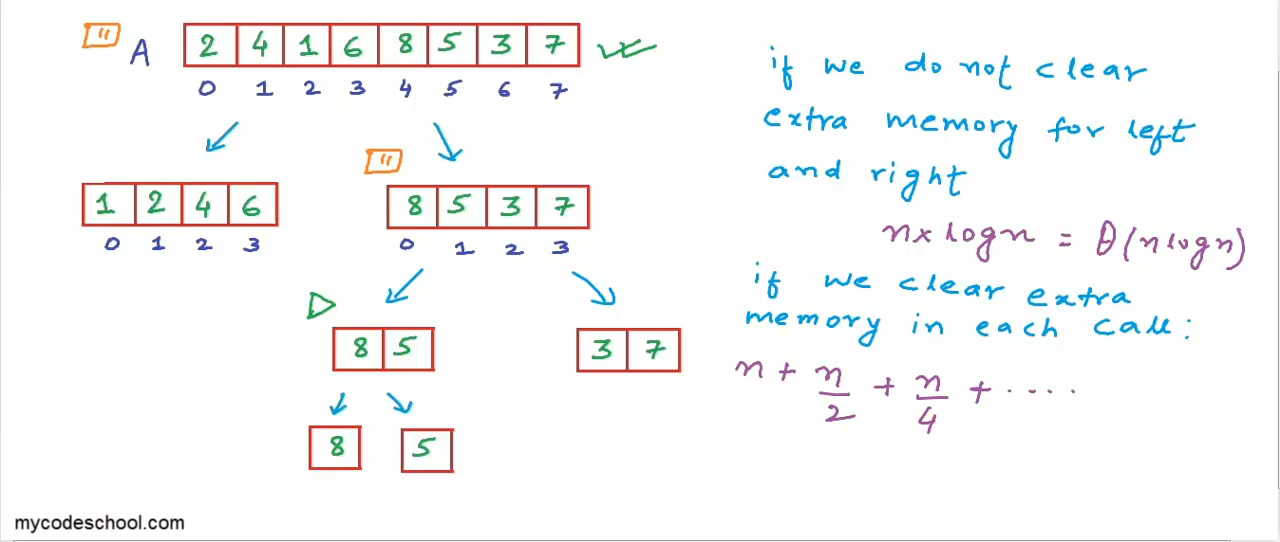 A 2 4 1 6 8 5 3 7
0 1 2 3 4 5 6 7
1 2 4 6
0 1 2 3
8 5 3 7
0 1 2 3
8 5
3 7
8
5
if we do not clear
extra memory for left
and right
n x logn = θ(nlogn)
if we clear extra
memory in each call:
n + n/2 + n/4 + ....
mycodeschool.com